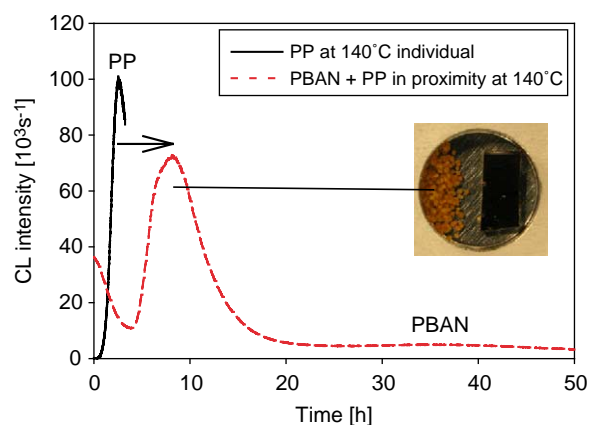 PP at 140°C individual
PBAN + PP in proximity at 140°C
PP
PBAN
CL intensity [10³s⁻¹]
120
100
80
60
40
20
0
0 10 20 30 40 50
Time [h]